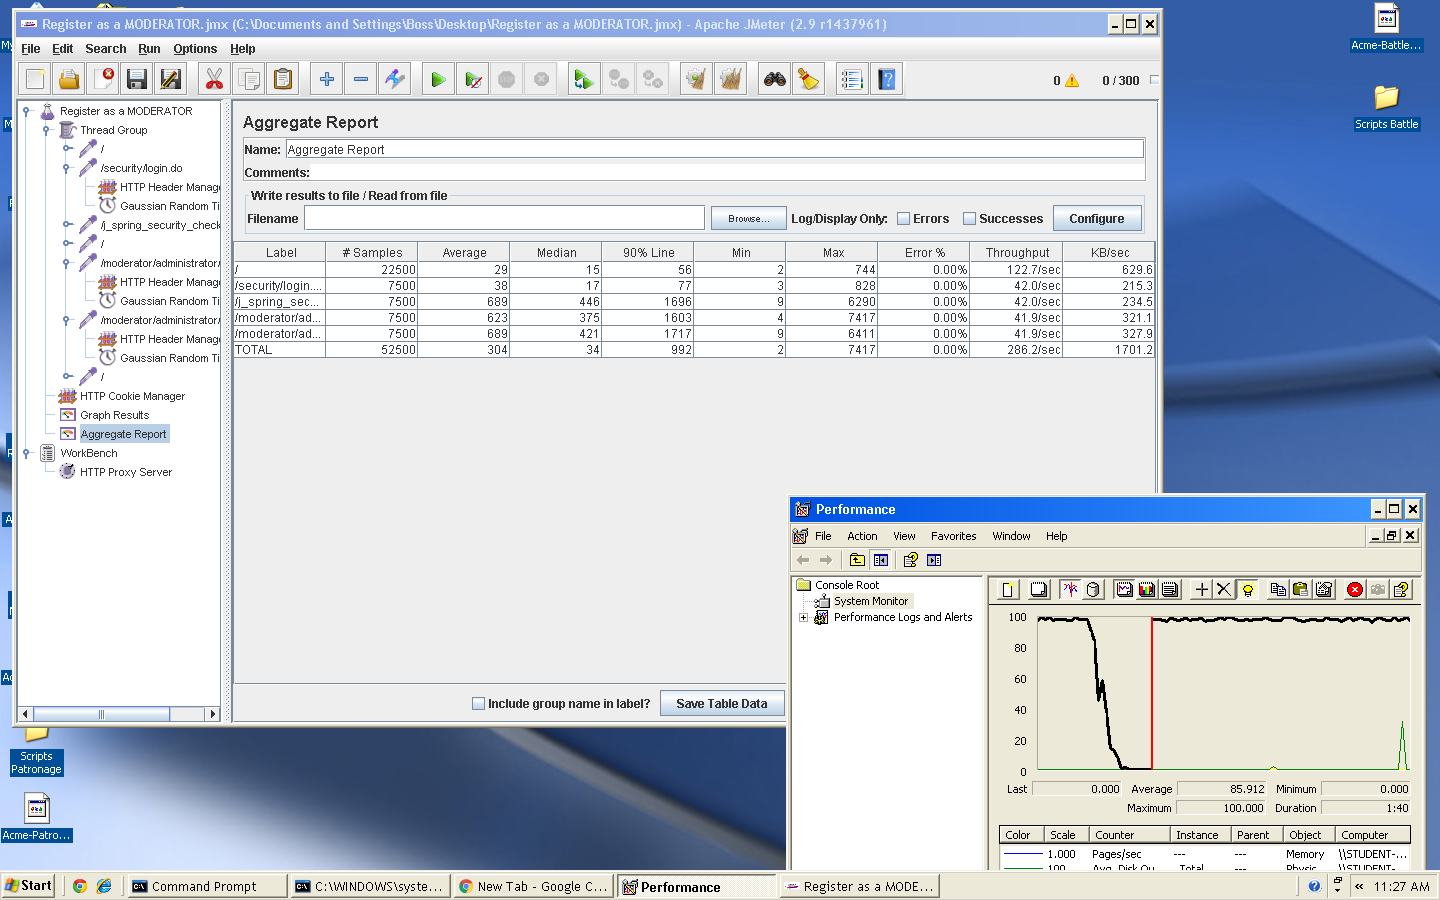 Register as a MODERATOR.jmx (C:\Documents and Settings\Boss\Desktop\Register as a MODERATOR.jmx) - Apache JMeter (2.9 r1437961)
File Edit Search Run Options Help
0 0 / 300
Register as a MODERATOR
Thread Group
/
/security/login.do
HTTP Header Manag
Gaussian Random Ti
/j_spring_security_check
/
/moderator/administrator/
HTTP Header Manag
Gaussian Random Ti
/moderator/administrator/
HTTP Header Manag
Gaussian Random Ti
/
HTTP Cookie Manager
Graph Results
Aggregate Report
WorkBench
HTTP Proxy Server
Aggregate Report
Name: Aggregate Report
Comments:
Write results to file / Read from file
Filename Browse... Log/Display Only: Errors Successes Configure
Label # Samples Average Median 90% Line Min Max Error % Throughput KB/sec
/ 22500 29 15 56 2 744 0.00% 122.7/sec 629.6
/security/login.... 7500 38 17 77 3 828 0.00% 42.0/sec 215.3
/j_spring_sec... 7500 689 446 1696 9 6290 0.00% 42.0/sec 234.5
/moderator/ad... 7500 623 375 1603 4 7417 0.00% 41.9/sec 321.1
/moderator/ad... 7500 689 421 1717 9 6411 0.00% 41.9/sec 327.9
TOTAL 52500 304 34 992 2 7417 0.00% 286.2/sec 1701.2
Include group name in label? Save Table Data
Performance
File Action View Favorites Window Help
Console Root
System Monitor
Performance Logs and Alerts
100
80
60
40
20
0
Last 0.000 Average 85.912 Minimum 0.000
Maximum 100.000 Duration 1:40
Color Scale Counter Instance Parent Object Computer
1.000 Pages/sec --- --- Memory \\STUDENT-...
Acme-Battle...
Scripts Battle
Scripts
Patronage
Acme-Patro...
Start Command Prompt C:\WINDOWS\syste... New Tab - Google C... Performance Register as a MODE... « 11:27 AM